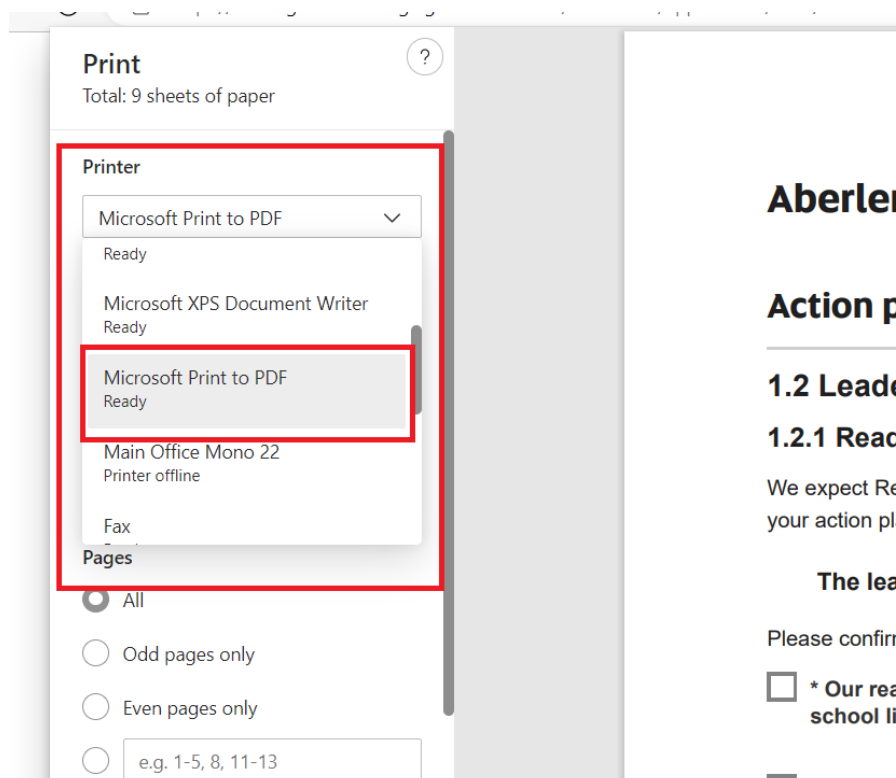 Print
?
Total: 9 sheets of paper
Printer
Microsoft Print to PDF
Ready
Microsoft XPS Document Writer
Ready
Microsoft Print to PDF
Ready
Main Office Mono 22
Printer offline
Fax
Pages
All
Odd pages only
Even pages only
e.g. 1-5, 8, 11-13
Aberle
Action p
1.2 Leade
1.2.1 Read
We expect Re
your action pl
The lea
Please confir
* Our rea
school li